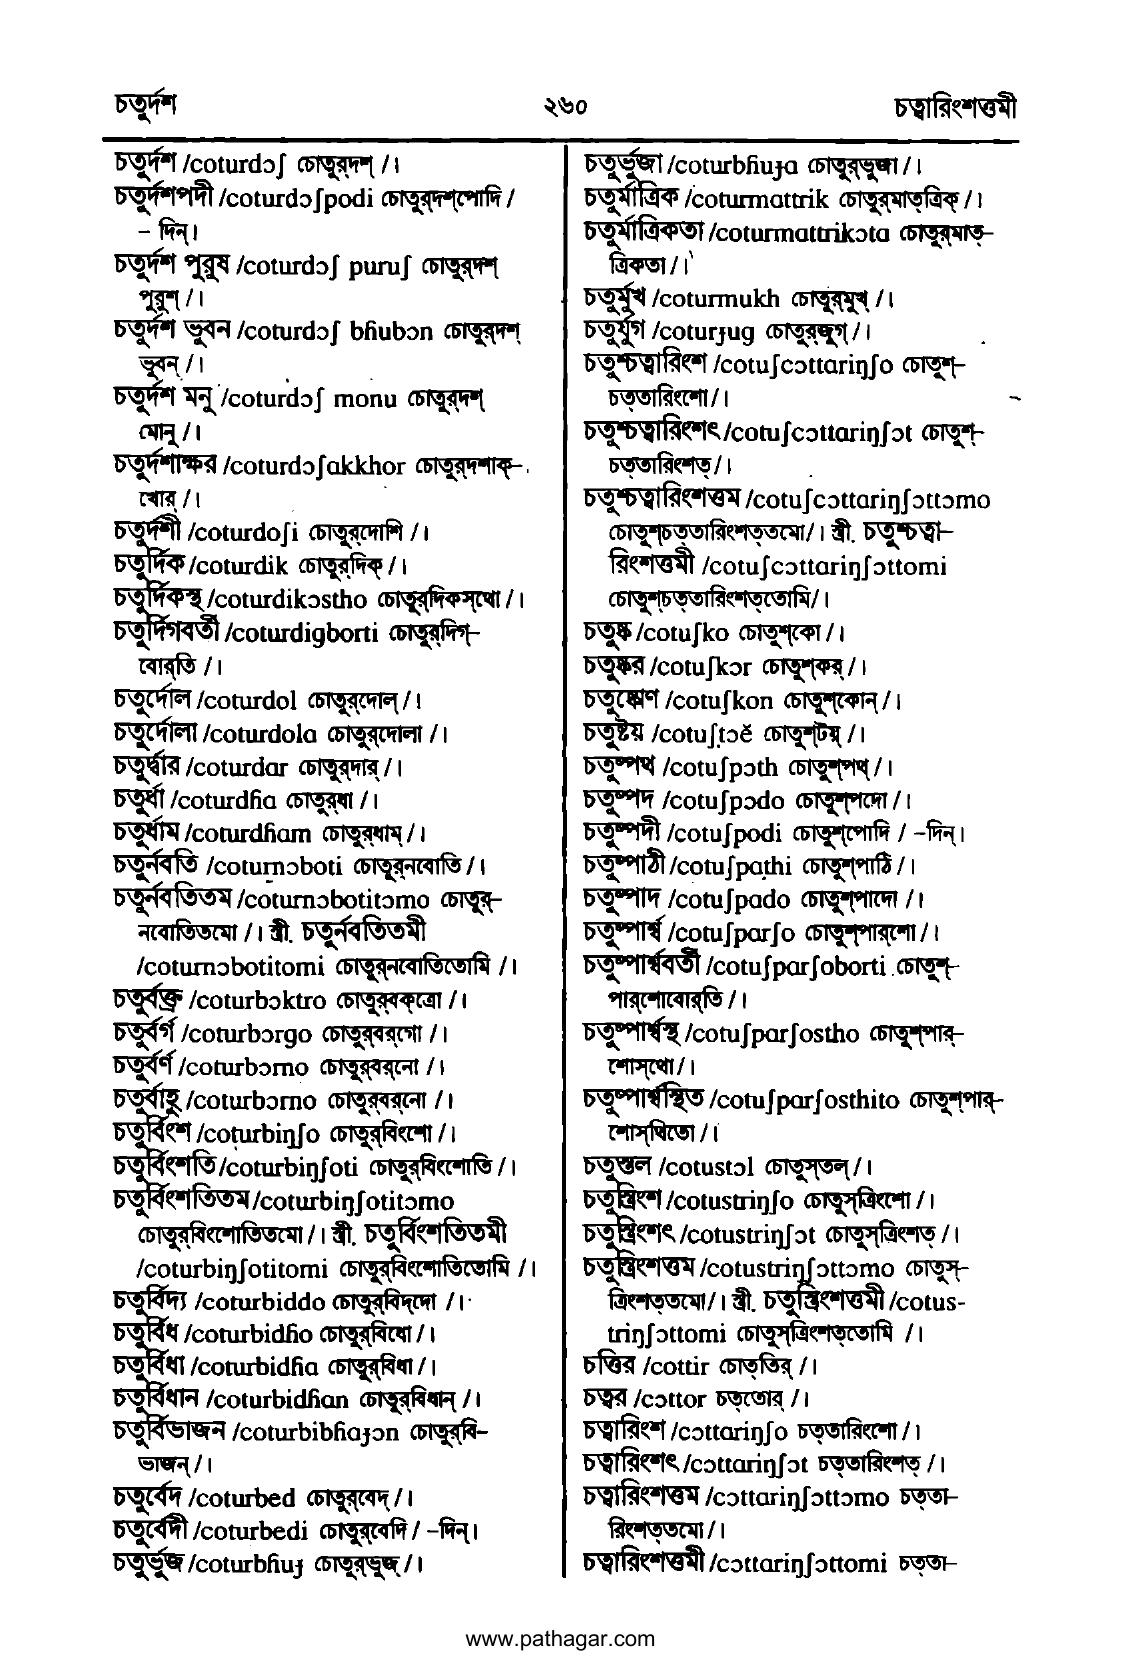 চতুর্দশ ২৬০ চত্বারিংশত্তমী
চতুর্দশ /coturdɔʃ চোতুর্‌দশ্‌ /।
চতুর্দশপদী /coturdɔʃpodi চোতুর্‌দশ্‌পোদি /
- দিন্‌।
চতুর্দশ পুরুষ /coturdɔʃ puruʃ চোতুর্‌দশ্‌
পুরুশ্‌ /।
চতুর্দশ ভুবন /coturdɔʃ bɦubɔn চোতুর্‌দশ্‌
ভুবন্‌ /।
চতুর্দশ মনু /coturdɔʃ monu চোতুর্‌দশ্‌
মোনু /।
চতুর্দশাক্ষর /coturdɔʃakkhor চোতুর্‌দশাক্‌-
খোর্‌ /।
চতুর্দশী /coturdoʃi চোতুর্‌দোশি /।
চতুর্দিক /coturdik চোতুর্‌দিক্‌ /।
চতুর্দিকস্থ /coturdikɔstho চোতুর্‌দিকস্‌থো /।
চতুর্দিগবর্তী /coturdigborti চোতুর্‌দিগ্‌-
বোর্‌তি /।
চতুর্দোল /coturdol চোতুর্‌দোল্‌ /।
চতুর্দোলা /coturdola চোতুর্‌দোলা /।
চতুর্দ্বার /coturdar চোতুর্‌দার্‌ /।
চতুর্ধা /coturdɦa চোতুর্‌ধা /।
চতুর্ধাম /coturdɦam চোতুর্‌ধাম্‌ /।
চতুর্নবতি /coturnɔboti চোতুর্‌নবোতি /।
চতুর্নবতিতম /coturnɔbotitɔmo চোতুর্‌-
নবোতিতমো /। স্ত্রী. চতুর্নবতিতমী
/coturnɔbotitomi চোতুর্‌নবোতিতোমি /।
চতুর্বক্ত্র /coturbɔktro চোতুর্‌বক্‌ত্রো /।
চতুর্বর্গ /coturbɔrgo চোতুর্‌বর্‌গো /।
চতুর্বর্ণ /coturbɔrno চোতুর্‌বর্‌নো /।
চতুর্বাহু /coturbɔrno চোতুর্‌বর্‌নো /।
চতুর্বিংশ /coturbiŋʃo চোতুর্‌বিংশো /।
চতুর্বিংশতি /coturbiŋʃoti চোতুর্‌বিংশোতি /।
চতুর্বিংশতিতম /coturbiŋʃotitɔmo
চোতুর্‌বিংশোতিতমো /। স্ত্রী. চতুর্বিংশতিতমী
/coturbiŋʃotitomi চোতুর্‌বিংশোতিতোমি /।
চতুর্বিদ্য /coturbiddo চোতুর্‌বিদ্‌দো /।
চতুর্বিধ /coturbidɦo চোতুর্‌বিধো /।
চতুর্বিধা /coturbidɦa চোতুর্‌বিধা /।
চতুর্বিধান /coturbidɦan চোতুর্‌বিধান্‌ /।
চতুর্বিভাজন /coturbibɦaɟɔn চোতুর্‌বি-
ভাজন্‌ /।
চতুর্বেদ /coturbed চোতুর্‌বেদ্‌ /।
চতুর্বেদী /coturbedi চোতুর্‌বেদি / -দিন্‌।
চতুর্ভুজ /coturbɦuɟ চোতুর্‌ভুজ্‌ /।
চতুর্ভুজা /coturbɦuɟa চোতুর্‌ভুজা /।
চতুর্মাত্রিক /coturmattrik চোতুর্‌মাত্‌ত্রিক্‌ /।
চতুর্মাত্রিকতা /coturmattrikɔta চোতুর্‌মাত্‌-
ত্রিকতা /।
চতুর্মুখ /coturmukh চোতুর্‌মুখ্‌ /।
চতুর্যুগ /coturɟug চোতুর্‌জুগ্‌ /।
চতুশ্চত্বারিংশ /cotuʃcɔttariŋʃo চোতুশ্‌-
চত্‌তারিংশো /।
চতুশ্চত্বারিংশৎ /cotuʃcɔttariŋʃɔt চোতুশ্‌-
চত্‌তারিংশত্‌ /।
চতুশ্চত্বারিংশত্তম /cotuʃcɔttariŋʃɔttɔmo
চোতুশ্‌চত্‌তারিংশত্‌তমো /। স্ত্রী. চতুশ্চত্বা-
রিংশত্তমী /cotuʃcɔttariŋʃɔttomi
চোতুশ্‌চত্‌তারিংশত্‌তোমি /।
চতুষ্ক /cotuʃko চোতুশ্‌কো /।
চতুষ্কর /cotuʃkɔr চোতুশ্‌কর্‌ /।
চতুষ্কোণ /cotuʃkon চোতুশ্‌কোন্‌ /।
চতুষ্টয় /cotuʃtɔĕ চোতুশ্‌টয়্‌ /।
চতুষ্পথ /cotuʃpɔth চোতুশ্‌পথ্‌ /।
চতুষ্পদ /cotuʃpɔdo চোতুশ্‌পদো /।
চতুষ্পদী /cotuʃpodi চোতুশ্‌পোদি / -দিন্‌।
চতুষ্পাঠী /cotuʃpaṭhi চোতুশ্‌পাঠি /।
চতুষ্পাদ /cotuʃpado চোতুশ্‌পাদো /।
চতুষ্পার্শ্ব /cotuʃparʃo চোতুশ্‌পার্‌শো /।
চতুষ্পার্শ্ববর্তী /cotuʃparʃoborti চোতুশ্‌-
পার্‌শোবোর্‌তি /।
চতুষ্পার্শ্বস্থ /cotuʃparʃostho চোতুশ্‌পার্‌-
শোস্‌থো /।
চতুষ্পার্শ্বস্থিত /cotuʃparʃosthito চোতুশ্‌পার্‌-
শোস্‌থিতো /।
চতুস্তল /cotustɔl চোতুস্‌তল্‌ /।
চতুস্ত্রিংশ /cotustriŋʃo চোতুস্‌ত্রিংশো /।
চতুস্ত্রিংশৎ /cotustriŋʃɔt চোতুস্‌ত্রিংশত্‌ /।
চতুস্ত্রিংশত্তম /cotustriŋʃɔttɔmo চোতুস্‌-
ত্রিংশত্‌তমো /। স্ত্রী. চতুস্ত্রিংশত্তমী /cotus-
triŋʃɔttomi চোতুস্‌ত্রিংশত্‌তোমি /।
চত্তির /cottir চোত্‌তির্‌ /।
চত্বর /cɔttor চত্‌তোর্‌ /।
চত্বারিংশ /cɔttariŋʃo চত্‌তারিংশো /।
চত্বারিংশৎ /cɔttariŋʃɔt চত্‌তারিংশত্‌ /।
চত্বারিংশত্তম /cɔttariŋʃɔttɔmo চত্‌তা-
রিংশত্‌তমো /।
চত্বারিংশত্তমী /cɔttariŋʃɔttomi চত্‌তা-
www.pathagar.com